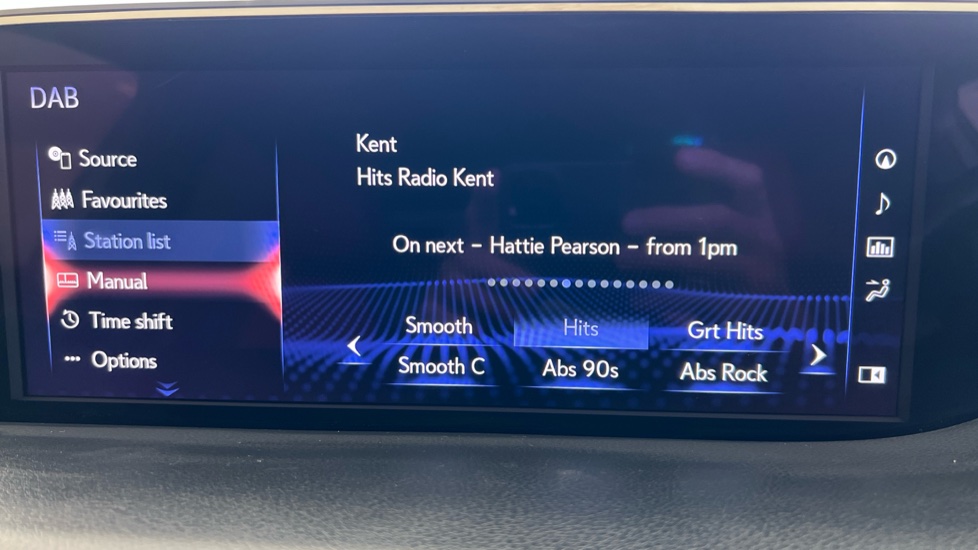 DAB
Source
Favourites
Station list
Manual
Time shift
Options
Kent
Hits Radio Kent
On next – Hattie Pearson – from 1pm
Smooth Hits Grt Hits
Smooth C Abs 90s Abs Rock